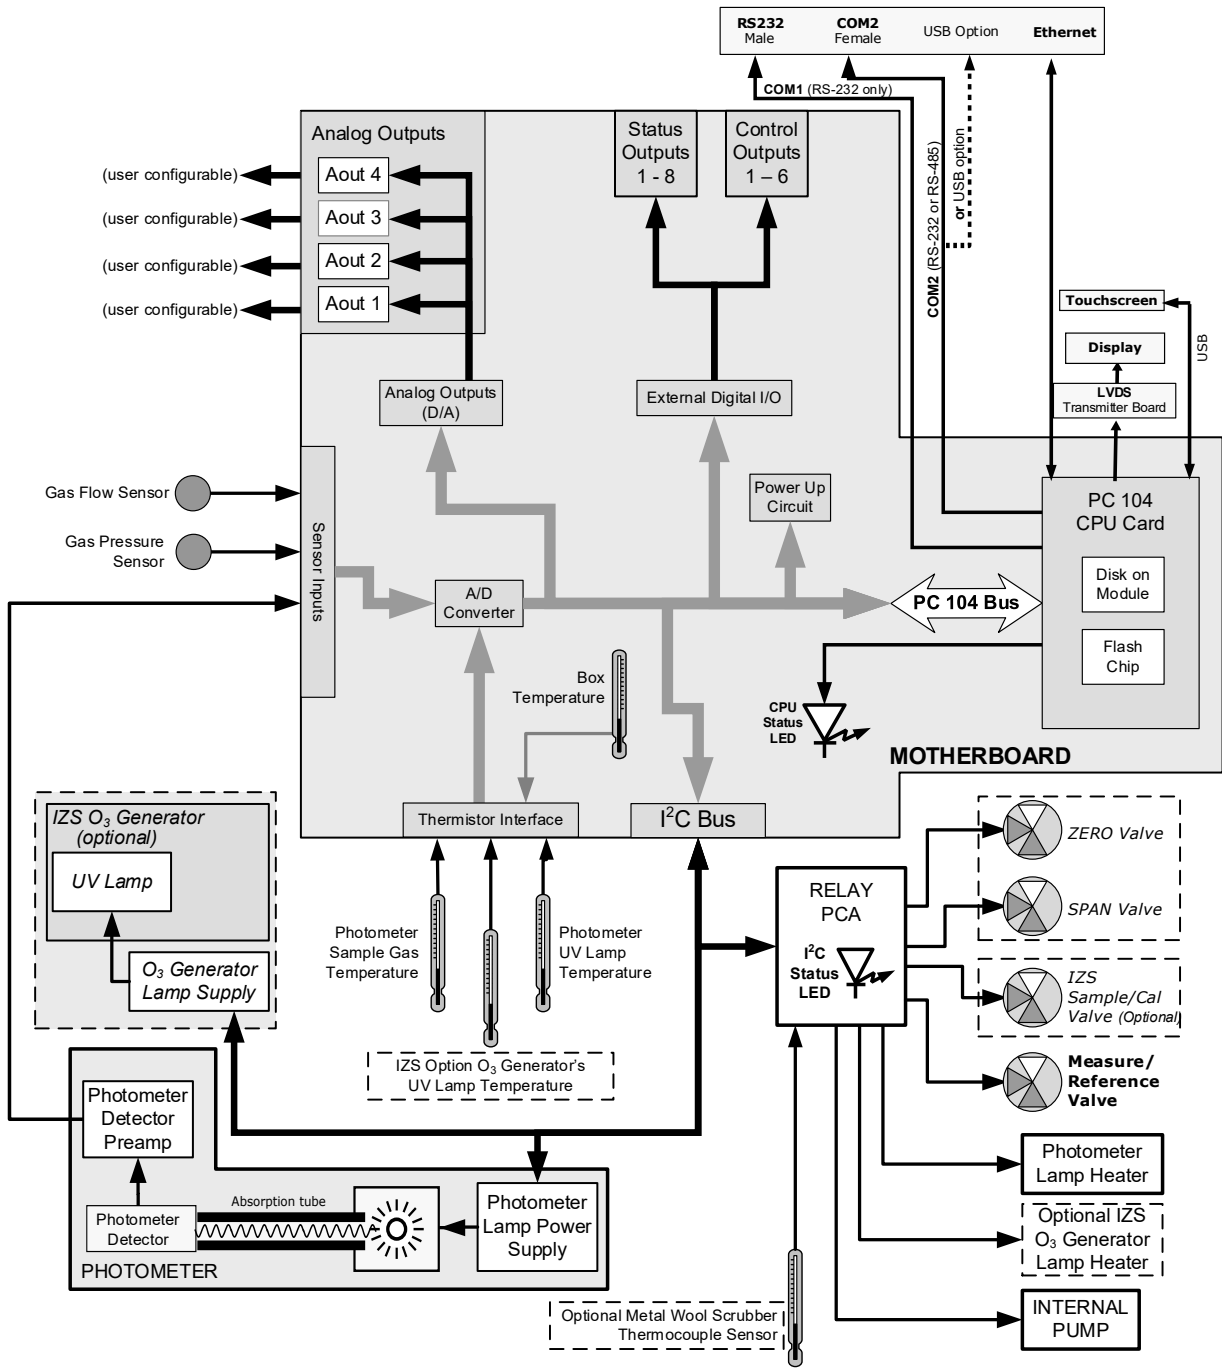 RS232
Male
COM2
Female
USB Option
Ethernet
COM1 (RS-232 only)
COM2 (RS-232 or RS-485)
or USB option
Analog Outputs
Aout 4
Aout 3
Aout 2
Aout 1
(user configurable)
(user configurable)
(user configurable)
(user configurable)
Status
Outputs
1 - 8
Control
Outputs
1 – 6
Touchscreen
USB
Display
LVDS
Transmitter Board
Analog Outputs
(D/A)
External Digital I/O
Gas Flow Sensor
Gas Pressure
Sensor
Sensor Inputs
Power Up
Circuit
A/D
Converter
PC 104 Bus
PC 104
CPU Card
Disk on
Module
Flash
Chip
Box
Temperature
CPU
Status
LED
MOTHERBOARD
Thermistor Interface
I²C Bus
IZS O₃ Generator
(optional)
UV Lamp
O₃ Generator
Lamp Supply
Photometer
Sample Gas
Temperature
Photometer
UV Lamp
Temperature
IZS Option O₃ Generator's
UV Lamp Temperature
RELAY
PCA
I²C
Status
LED
ZERO Valve
SPAN Valve
IZS
Sample/Cal
Valve (Optional)
Measure/
Reference
Valve
Photometer
Lamp Heater
Optional IZS
O₃ Generator
Lamp Heater
INTERNAL
PUMP
Photometer
Detector
Preamp
Photometer
Detector
Absorption tube
Photometer
Lamp Power
Supply
PHOTOMETER
Optional Metal Wool Scrubber
Thermocouple Sensor